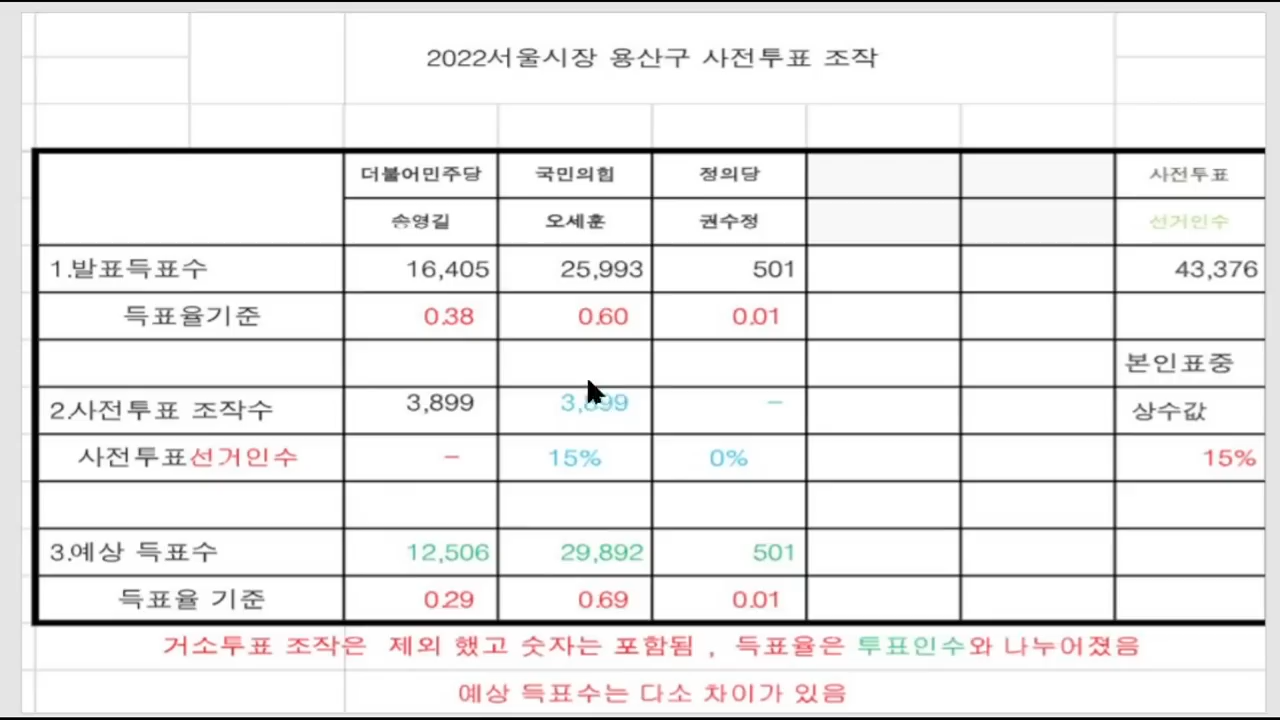 2022서울시장 용산구 사전투표 조작
더불어민주당 국민의힘 정의당 사전투표
송영길 오세훈 권수정 선거인수
1.발표득표수 16,405 25,993 501 43,376
득표율기준 0.38 0.60 0.01
본인표중
2.사전투표 조작수 3,899 3,899 – 상수값
사전투표선거인수 – 15% 0% 15%
3.예상 득표수 12,506 29,892 501
득표율 기준 0.29 0.69 0.01
거소투표 조작은 제외 했고 숫자는 포함됨 , 득표율은 투표인수와 나누어졌음
예상 득표수는 다소 차이가 있음